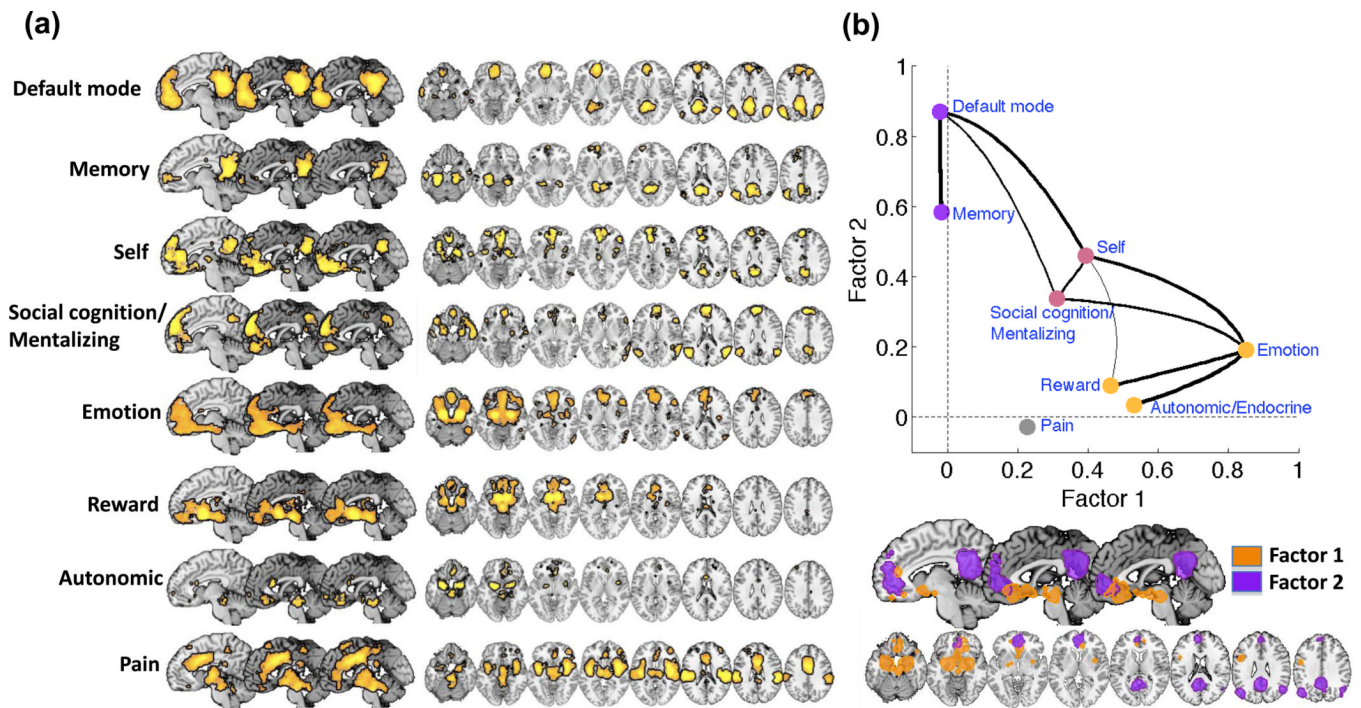 (a)
Default mode
Memory
Self
Social cognition/
Mentalizing
Emotion
Reward
Autonomic
Pain
(b)
1
0.8
0.6
0.4
0.2
0
Factor 2
Default mode
Memory
Self
Social cognition/
Mentalizing
Emotion
Reward
Autonomic/Endocrine
Pain
0 0.2 0.4 0.6 0.8 1
Factor 1
Factor 1
Factor 2